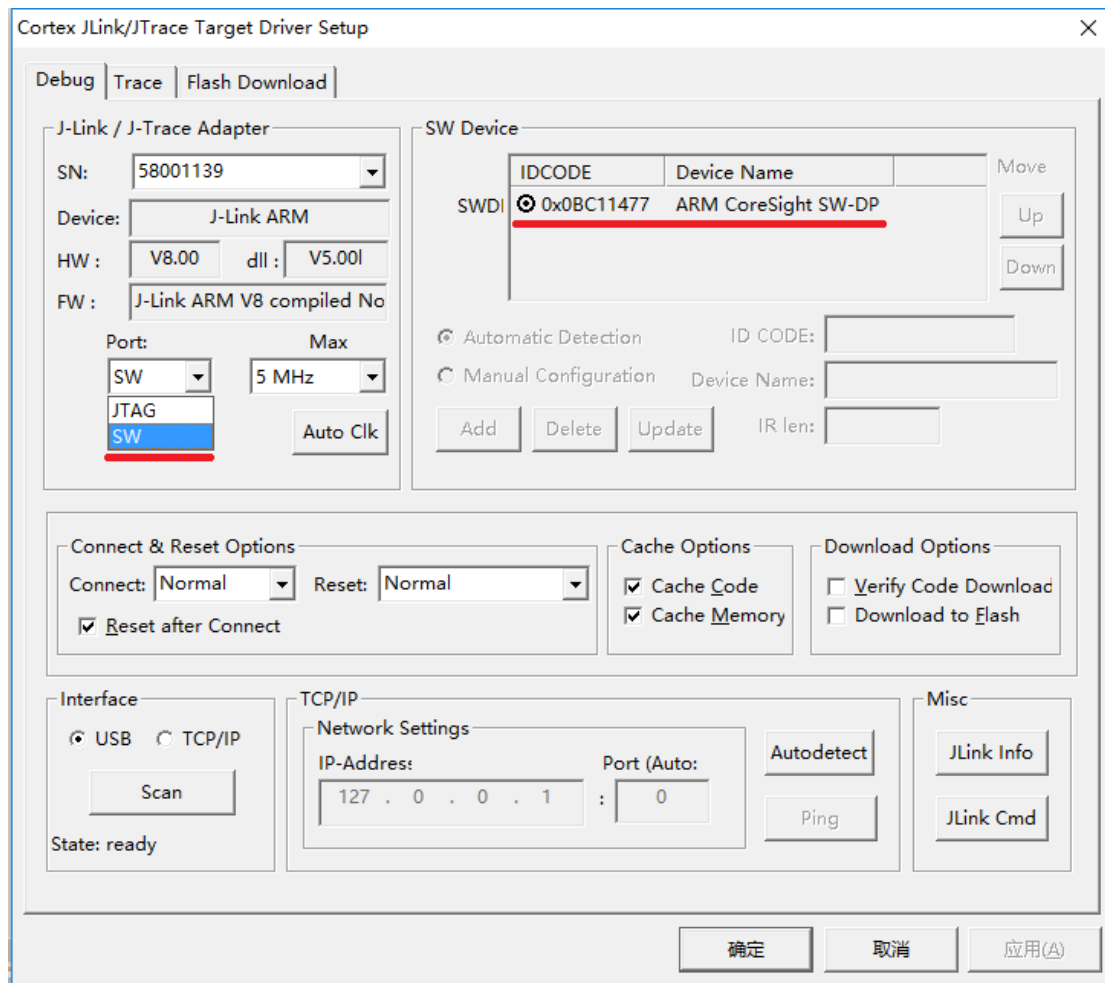 Cortex JLink/JTrace Target Driver Setup
Debug Trace Flash Download
J-Link / J-Trace Adapter
SN: 58001139
Device: J-Link ARM
HW : V8.00 dll : V5.00l
FW : J-Link ARM V8 compiled No
Port: Max
SW 5 MHz
JTAG
SW
Auto Clk
SW Device
IDCODE Device Name
SWDI 0x0BC11477 ARM CoreSight SW-DP
Move
Up
Down
Automatic Detection ID CODE:
Manual Configuration Device Name:
Add Delete Update IR len:
Connect & Reset Options
Connect: Normal Reset: Normal
Reset after Connect
Cache Options
Cache Code
Cache Memory
Download Options
Verify Code Download
Download to Flash
Interface
USB TCP/IP
Scan
State: ready
TCP/IP
Network Settings
IP-Address Port (Auto:
127 . 0 . 0 . 1 : 0
Autodetect
Ping
Misc
JLink Info
JLink Cmd
确定 取消 应用(A)